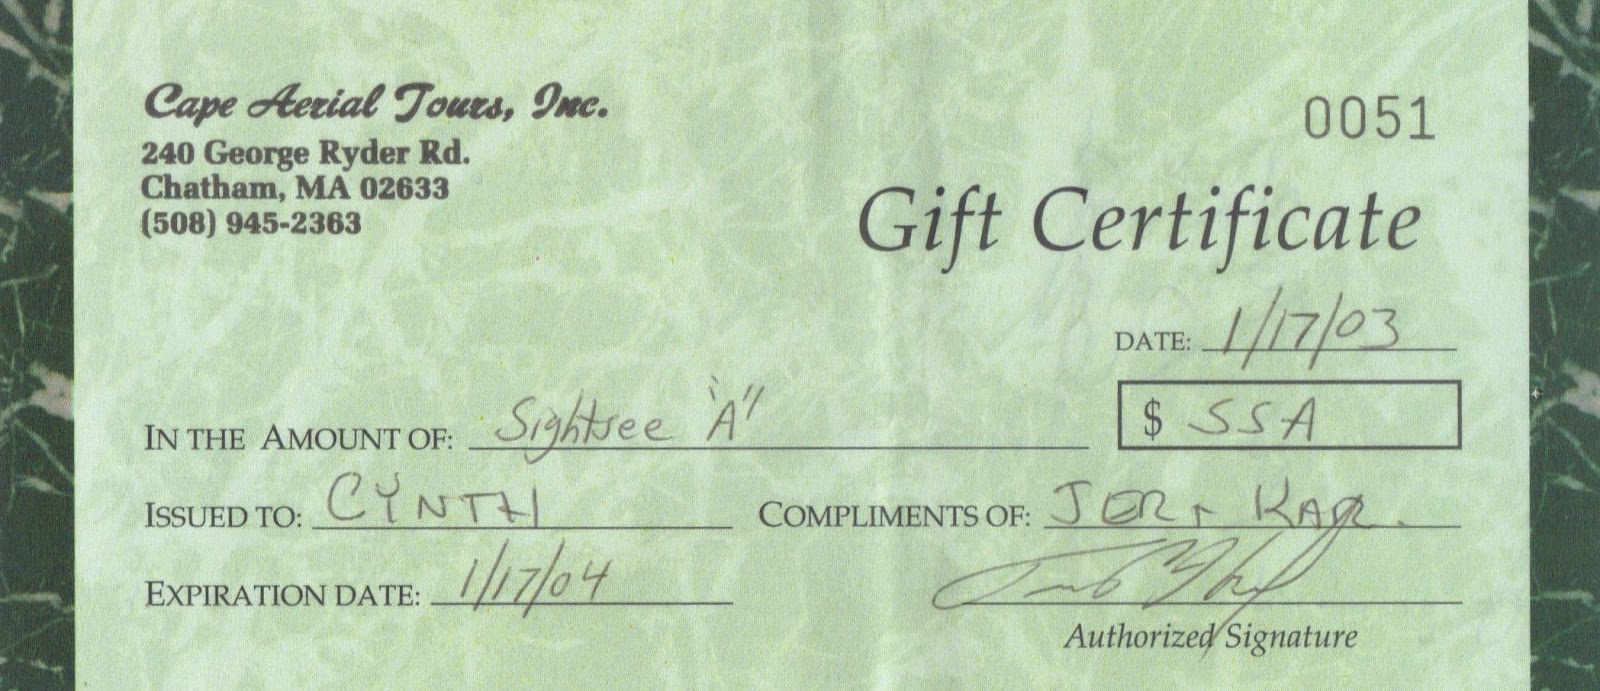 Cape Aerial Tours, Inc.
240 George Ryder Rd.
Chatham, MA 02633
(508) 945-2363
0051
Gift Certificate
DATE: 1/17/03
IN THE AMOUNT OF: Sightsee "A"
$ SSA
ISSUED TO: CYNTH
COMPLIMENTS OF: JER + KAR.
EXPIRATION DATE: 1/17/04
Authorized Signature